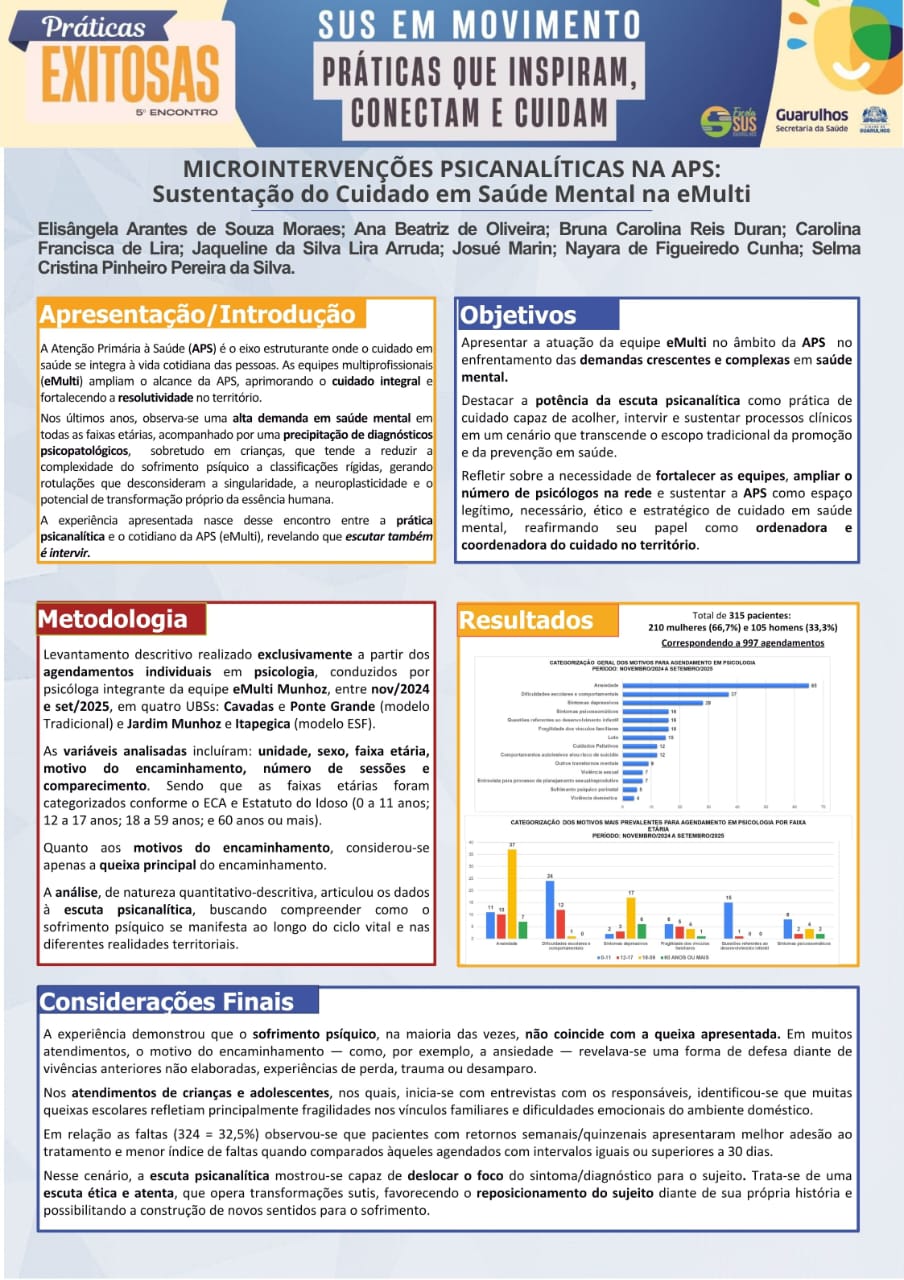 Práticas
EXITOSAS
5º ENCONTRO
SUS EM MOVIMENTO
PRÁTICAS QUE INSPIRAM,
CONECTAM E CUIDAM
Escola
SUS
GUARULHOS
Guarulhos
Secretaria da Saúde
CIDADE DE
GUARULHOS
MICROINTERVENÇÕES PSICANALÍTICAS NA APS:
Sustentação do Cuidado em Saúde Mental na eMulti
Elisângela Arantes de Souza Moraes; Ana Beatriz de Oliveira; Bruna Carolina Reis Duran; Carolina
Francisca de Lira; Jaqueline da Silva Lira Arruda; Josué Marin; Nayara de Figueiredo Cunha; Selma
Cristina Pinheiro Pereira da Silva.
Apresentação/Introdução
A Atenção Primária à Saúde (APS) é o eixo estruturante onde o cuidado em
saúde se integra à vida cotidiana das pessoas. As equipes multiprofissionais
(eMulti) ampliam o alcance da APS, aprimorando o cuidado integral e
fortalecendo a resolutividade no território.
Nos últimos anos, observa-se uma alta demanda em saúde mental em
todas as faixas etárias, acompanhado por uma precipitação de diagnósticos
psicopatológicos, sobretudo em crianças, que tende a reduzir a
complexidade do sofrimento psíquico a classificações rígidas, gerando
rotulações que desconsideram a singularidade, a neuroplasticidade e o
potencial de transformação próprio da essência humana.
A experiência apresentada nasce desse encontro entre a prática
psicanalítica e o cotidiano da APS (eMulti), revelando que escutar também
é intervir.
Objetivos
Apresentar a atuação da equipe eMulti no âmbito da APS no
enfrentamento das demandas crescentes e complexas em saúde
mental.
Destacar a potência da escuta psicanalítica como prática de
cuidado capaz de acolher, intervir e sustentar processos clínicos
em um cenário que transcende o escopo tradicional da promoção
e da prevenção em saúde.
Refletir sobre a necessidade de fortalecer as equipes, ampliar o
número de psicólogos na rede e sustentar a APS como espaço
legítimo, necessário, ético e estratégico de cuidado em saúde
mental, reafirmando seu papel como ordenadora e
coordenadora do cuidado no território.
Metodologia
Levantamento descritivo realizado exclusivamente a partir dos
agendamentos individuais em psicologia, conduzidos por
psicóloga integrante da equipe eMulti Munhoz, entre nov/2024
e set/2025, em quatro UBSs: Cavadas e Ponte Grande (modelo
Tradicional) e Jardim Munhoz e Itapegica (modelo ESF).
As variáveis analisadas incluíram: unidade, sexo, faixa etária,
motivo do encaminhamento, número de sessões e
comparecimento. Sendo que as faixas etárias foram
categorizados conforme o ECA e Estatuto do Idoso (0 a 11 anos;
12 a 17 anos; 18 a 59 anos; e 60 anos ou mais).
Quanto aos motivos do encaminhamento, considerou-se
apenas a queixa principal do encaminhamento.
A análise, de natureza quantitativo-descritiva, articulou os dados
à escuta psicanalítica, buscando compreender como o
sofrimento psíquico se manifesta ao longo do ciclo vital e nas
diferentes realidades territoriais.
Resultados
Total de 315 pacientes:
210 mulheres (66,7%) e 105 homens (33,3%)
Correspondendo a 997 agendamentos
CATEGORIZAÇÃO GERAL DOS MOTIVOS PARA AGENDAMENTO EM PSICOLOGIA
PERÍODO: NOVEMBRO/2024 A SETEMBRO/2025
Ansiedade 65
Dificuldades escolares e comportamentais 37
Sintomas depressivos 28
Sintomas psicossomáticos 16
Questões referentes ao desenvolvimento infantil 16
Fragilidade dos vínculos familiares 16
Luto 15
Cuidados Paliativos 12
Comportamentos autolesivos e/ou risco de suicídio 12
Outros transtornos mentais 9
Violência sexual 7
Entrevista para processo de planejamento sexual/reprodutivo 7
Sofrimento psíquico perinatal 5
Violência doméstica 4
0 10 20 30 40 50 60 70
CATEGORIZAÇÃO DOS MOTIVOS MAIS PREVALENTES PARA AGENDAMENTO EM PSICOLOGIA POR FAIXA
ETÁRIA
PERÍODO: NOVEMBRO/2024 A SETEMBRO/2025
40
35
30
25
20
15
10
5
0
11 10 37 7
24 12 1 0
2 3 17 6
6 5 4 1
15 1 0 0
8 2 4 2
Ansiedade
Dificuldades escolares e comportamentais
Sintomas depressivos
Fragilidade dos vínculos familiares
Questões referentes ao desenvolvimento infantil
Sintomas psicossomáticos
0-11 12-17 18-59 60 ANOS OU MAIS
Considerações Finais
A experiência demonstrou que o sofrimento psíquico, na maioria das vezes, não coincide com a queixa apresentada. Em muitos
atendimentos, o motivo do encaminhamento — como, por exemplo, a ansiedade — revelava-se uma forma de defesa diante de
vivências anteriores não elaboradas, experiências de perda, trauma ou desamparo.
Nos atendimentos de crianças e adolescentes, nos quais, inicia-se com entrevistas com os responsáveis, identificou-se que muitas
queixas escolares refletiam principalmente fragilidades nos vínculos familiares e dificuldades emocionais do ambiente doméstico.
Em relação as faltas (324 = 32,5%) observou-se que pacientes com retornos semanais/quinzenais apresentaram melhor adesão ao
tratamento e menor índice de faltas quando comparados àqueles agendados com intervalos iguais ou superiores a 30 dias.
Nesse cenário, a escuta psicanalítica mostrou-se capaz de deslocar o foco do sintoma/diagnóstico para o sujeito. Trata-se de uma
escuta ética e atenta, que opera transformações sutis, favorecendo o reposicionamento do sujeito diante de sua própria história e
possibilitando a construção de novos sentidos para o sofrimento.